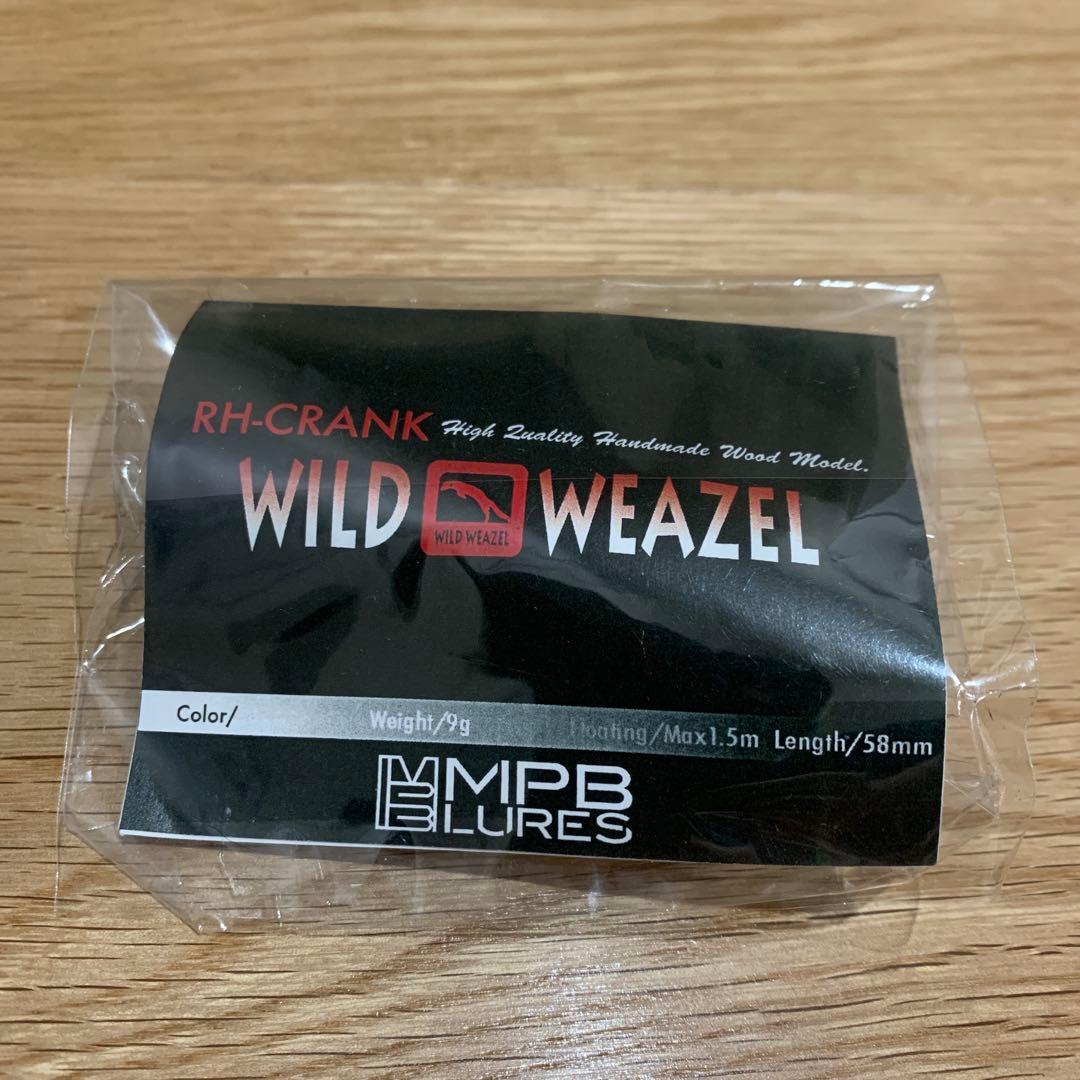 RH-CRANK High Quality Handmade Wood Model.
WILD WILD WEAZEL WEAZEL
Color/ Weight/9g Floating/Max1.5m Length/58mm
MPB MPB
LURES